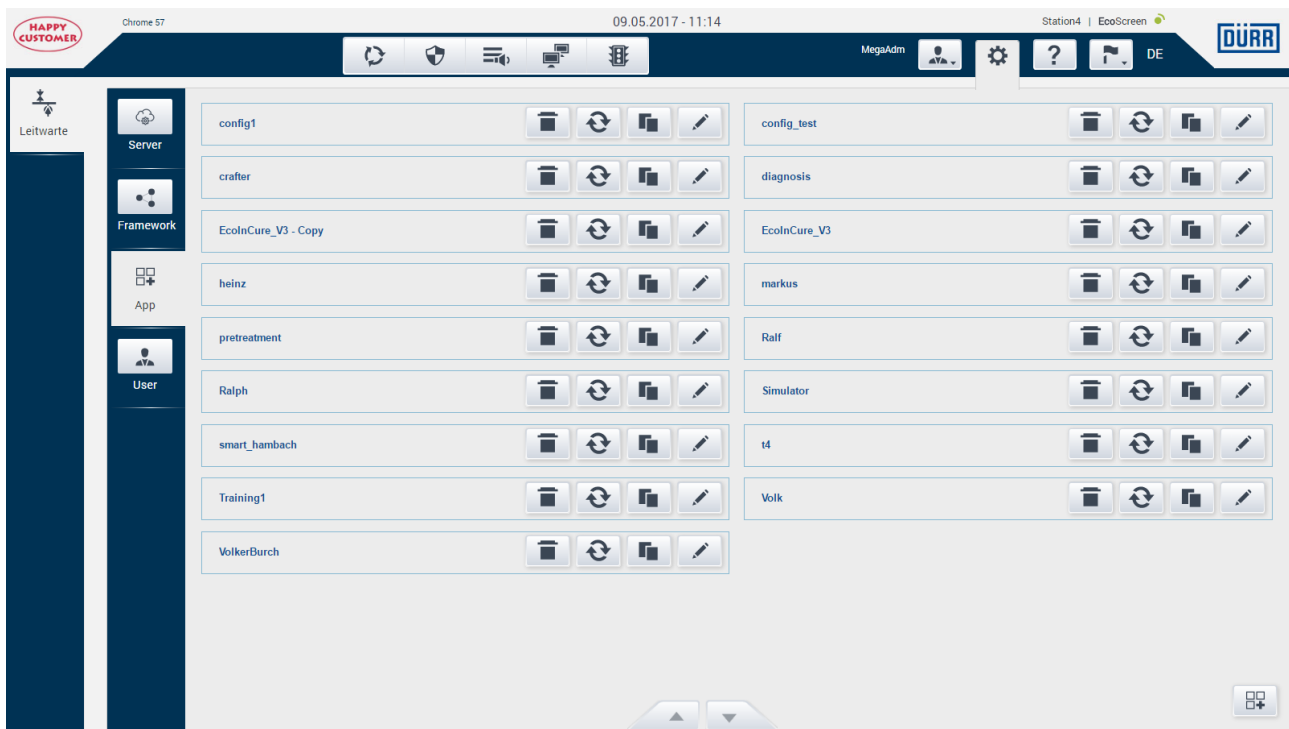 HAPPY
CUSTOMER
Chrome 57
09.05.2017 - 11:14
Station4 | EcoScreen
DÜRR
MegaAdm
?
DE
Leitwarte
Server
Framework
App
User
config1
config_test
crafter
diagnosis
EcoInCure_V3 - Copy
EcoInCure_V3
heinz
markus
pretreatment
Ralf
Ralph
Simulator
smart_hambach
t4
Training1
Volk
VolkerBurch